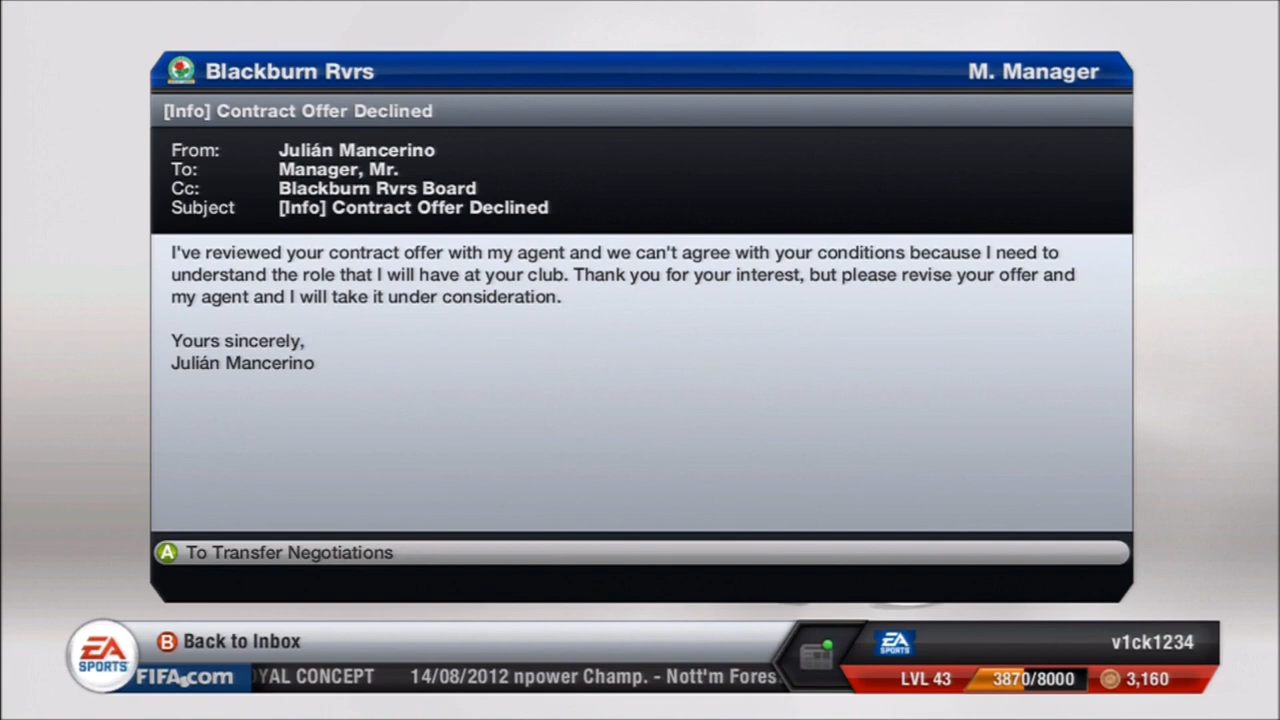 Blackburn Rvrs
M. Manager
[Info] Contract Offer Declined
From: Julián Mancerino
To: Manager, Mr.
Cc: Blackburn Rvrs Board
Subject [Info] Contract Offer Declined
I've reviewed your contract offer with my agent and we can't agree with your conditions because I need to
understand the role that I will have at your club. Thank you for your interest, but please revise your offer and
my agent and I will take it under consideration.
Yours sincerely,
Julián Mancerino
A To Transfer Negotiations
B Back to Inbox
EA SPORTS
EA SPORTS
v1ck1234
FIFA.com
YAL CONCEPT 14/08/2012 npower Champ. - Nott'm Fores
LVL 43 3870/8000 3,160